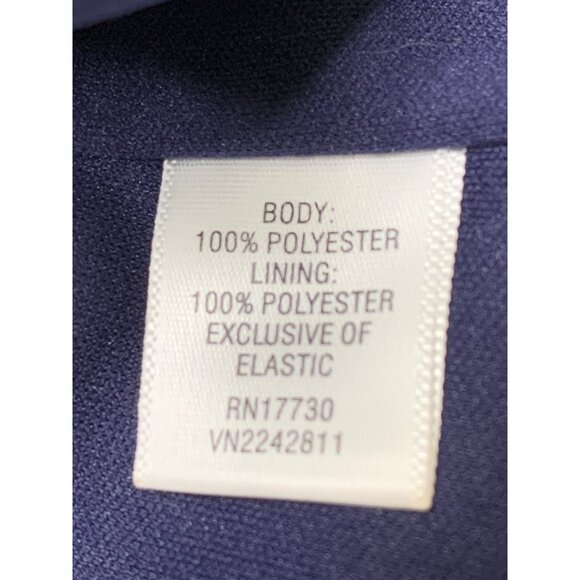 BODY:
100% POLYESTER
LINING:
100% POLYESTER
EXCLUSIVE OF
ELASTIC
RN17730
VN2242811